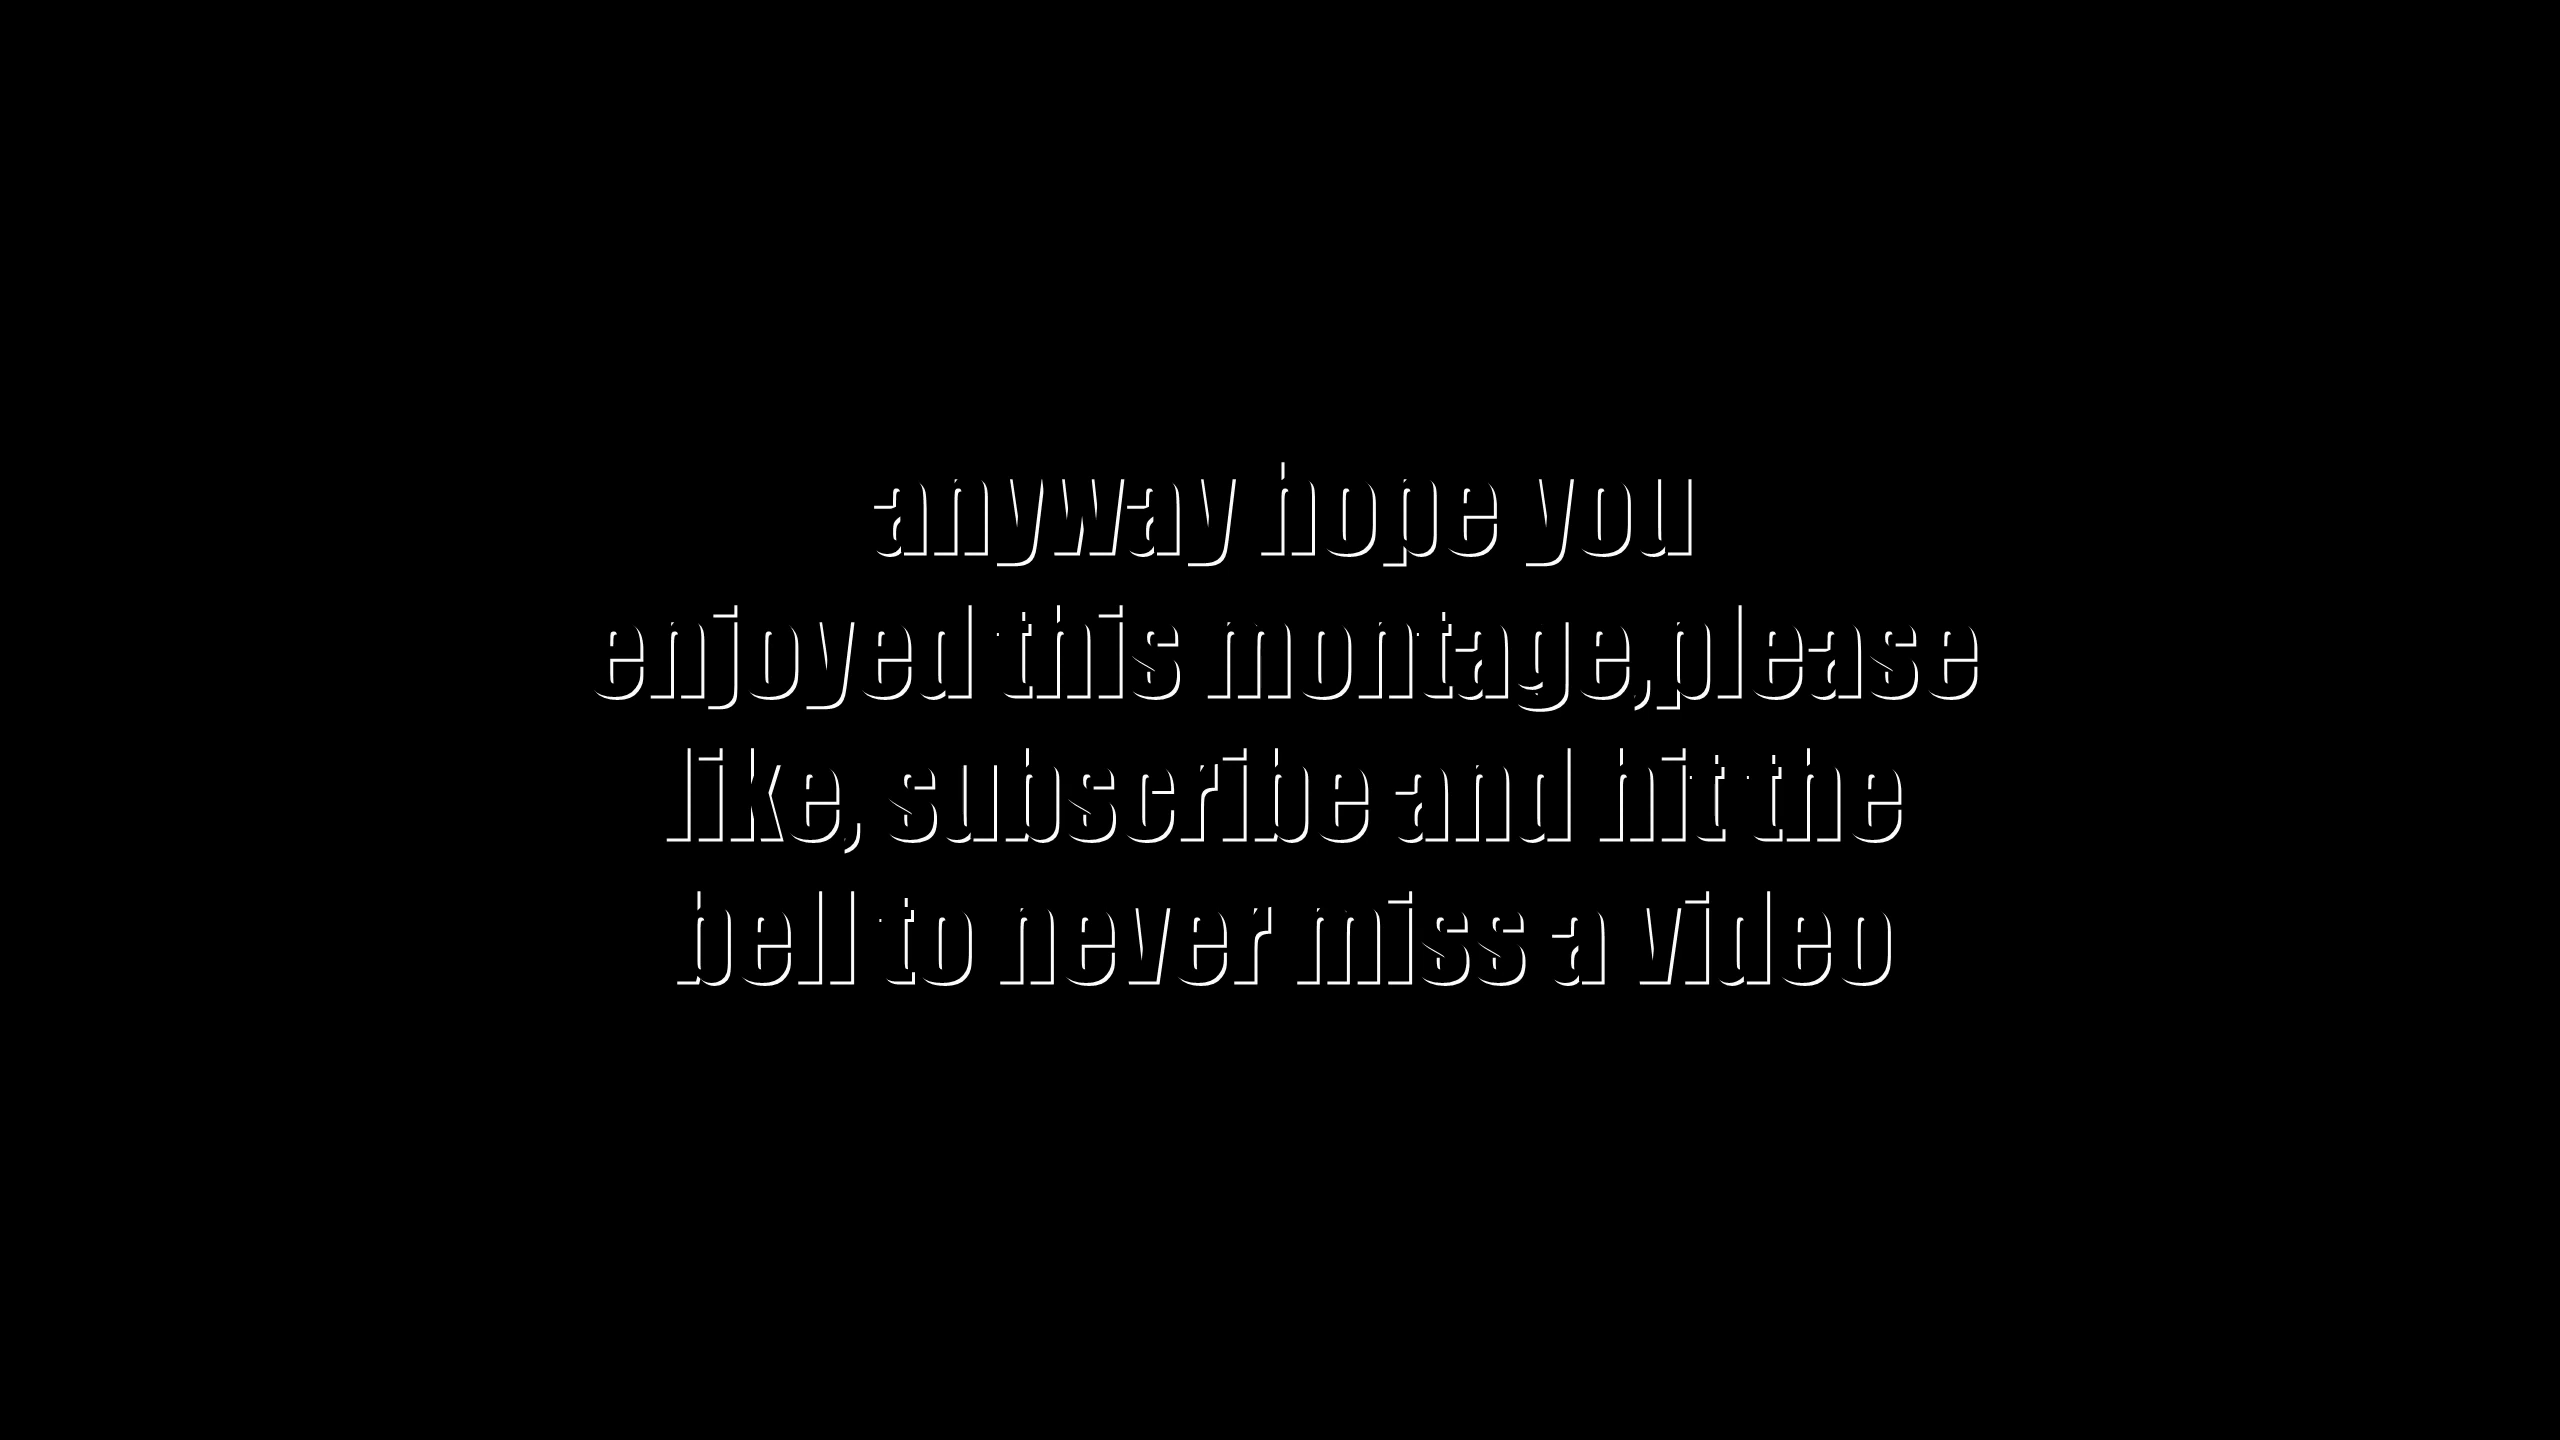 anyway hope you
enjoyed this montage,please
like, subscribe and hit the
bell to never miss a video